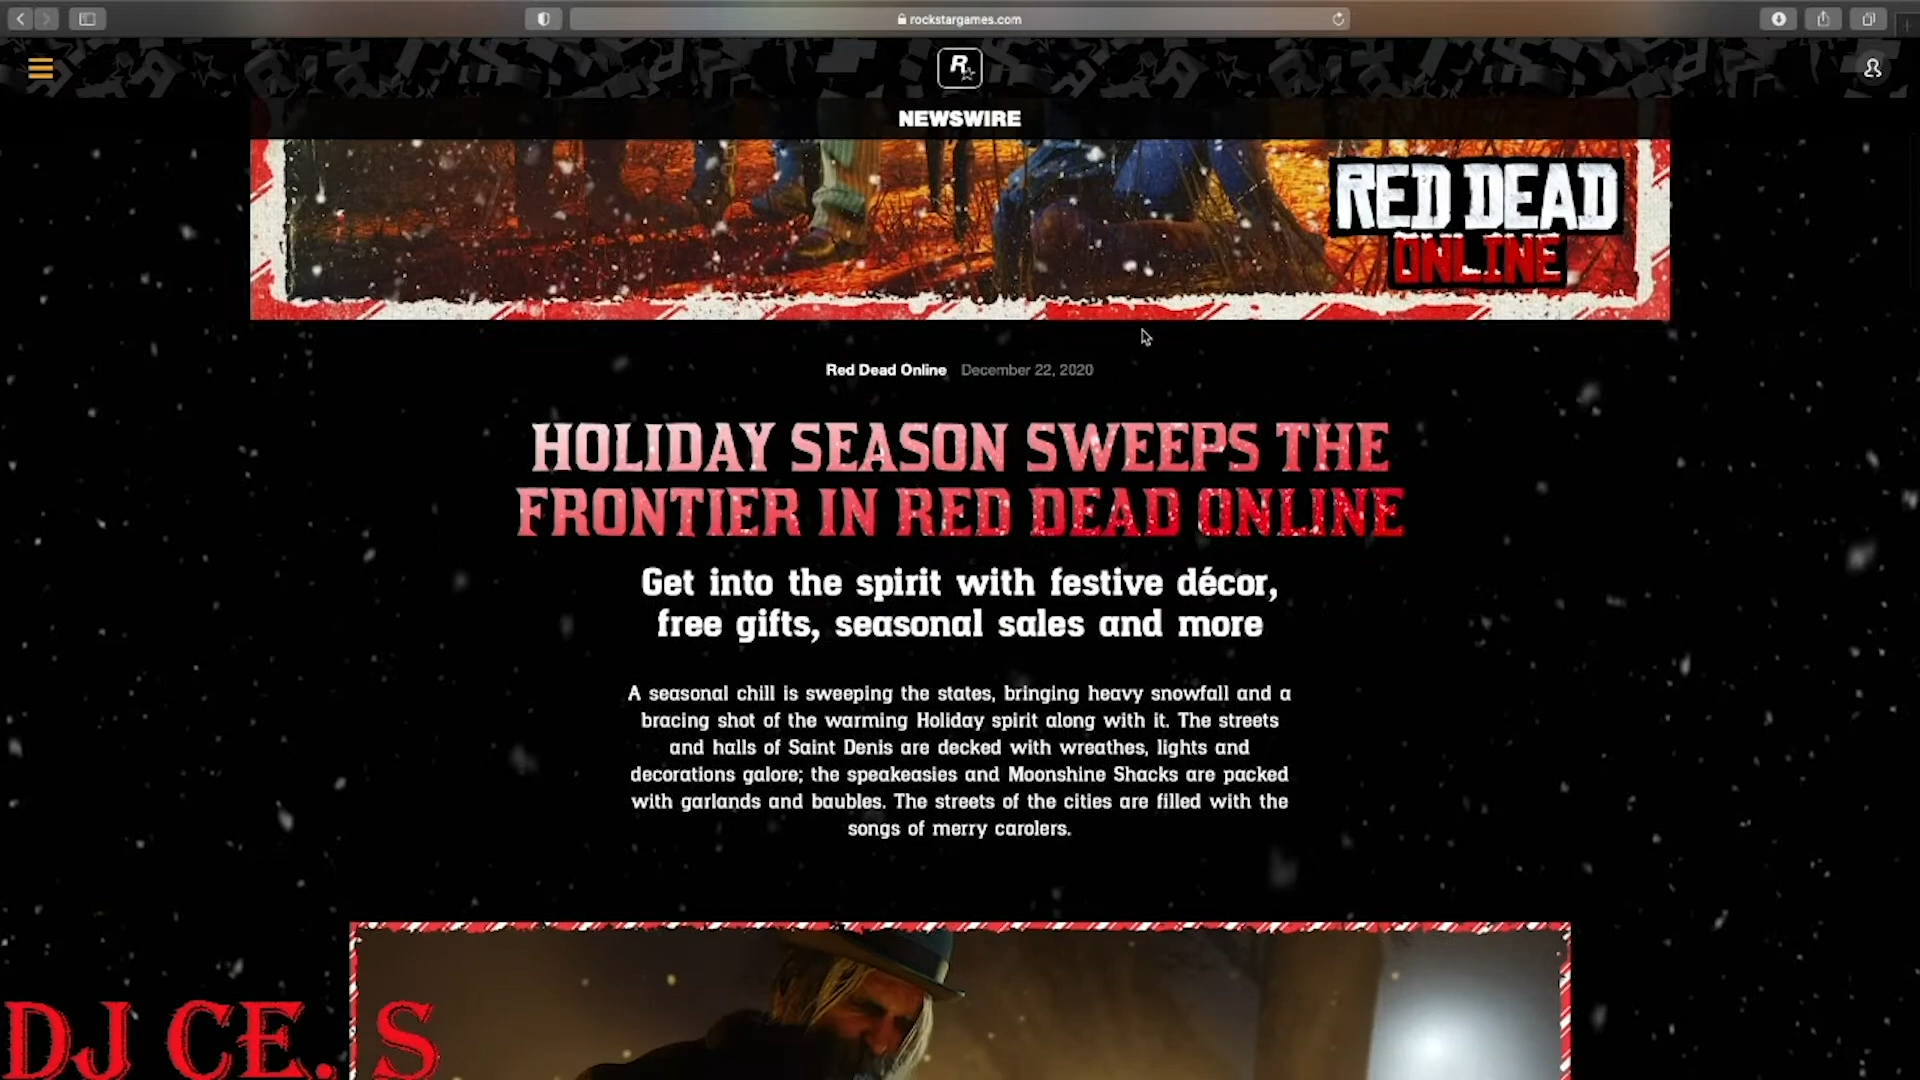 rockstargames.com
R
NEWSWIRE
RED DEAD
ONLINE
Red Dead Online December 22, 2020
HOLIDAY SEASON SWEEPS THE
FRONTIER IN RED DEAD ONLINE
Get into the spirit with festive décor,
free gifts, seasonal sales and more
A seasonal chill is sweeping the states, bringing heavy snowfall and a
bracing shot of the warming Holiday spirit along with it. The streets
and halls of Saint Denis are decked with wreathes, lights and
decorations galore; the speakeasies and Moonshine Shacks are packed
with garlands and baubles. The streets of the cities are filled with the
songs of merry carolers.
DJ CE. S